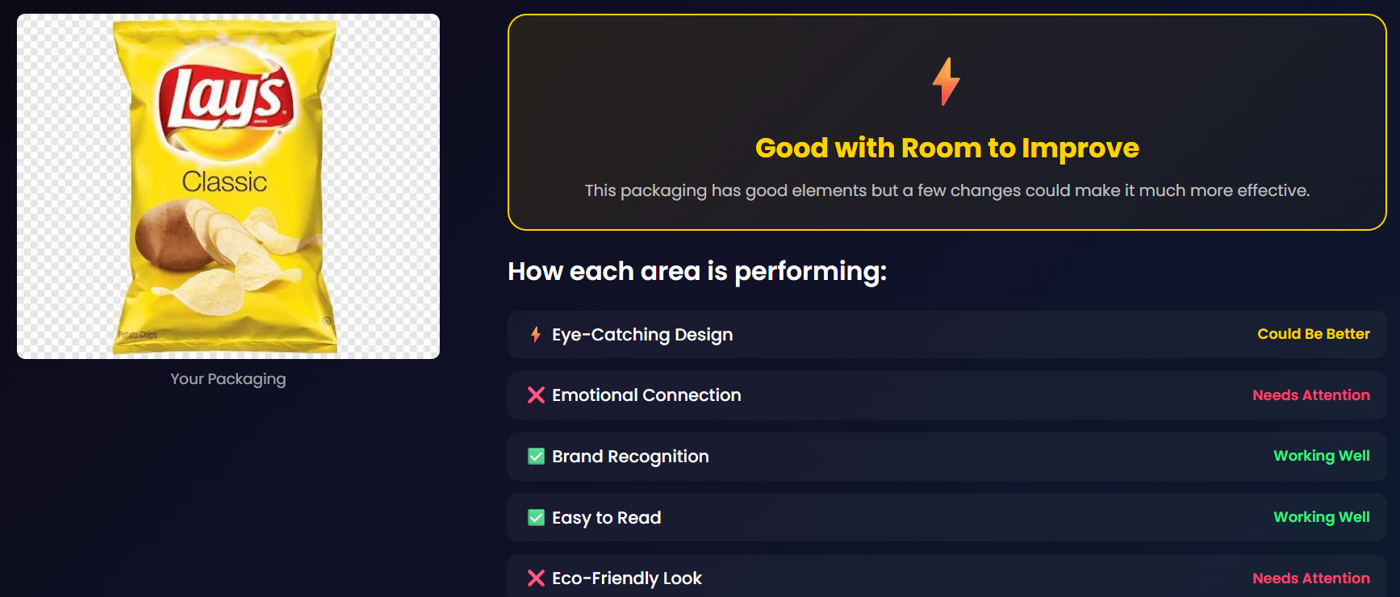 Lay's
BRAND
Classic
Potato Chips
Your Packaging
Good with Room to Improve
This packaging has good elements but a few changes could make it much more effective.
How each area is performing:
Eye-Catching Design
Could Be Better
Emotional Connection
Needs Attention
Brand Recognition
Working Well
Easy to Read
Working Well
Eco-Friendly Look
Needs Attention